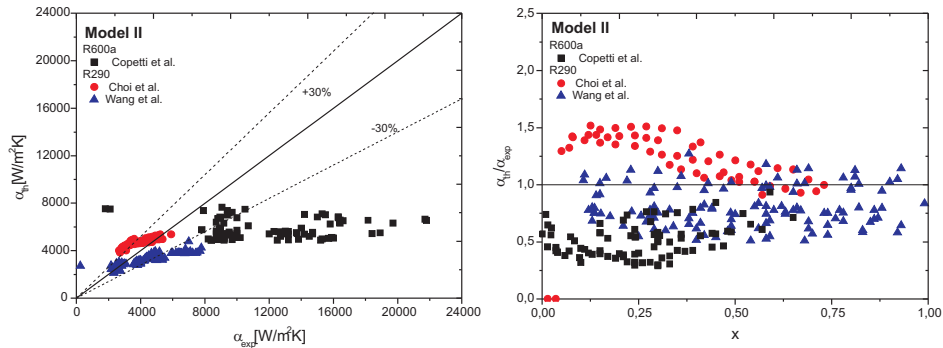 Model II
R600a
Copetti et al.
R290
Choi et al.
Wang et al.
+30%
-30%
24000
20000
16000
12000
8000
4000
0
0 4000 8000 12000 16000 20000 24000
α_th[W/m²K]
α_exp[W/m²K]
Model II
R600a
Copetti et al.
R290
Choi et al.
Wang et al.
2,5
2,0
1,5
1,0
0,5
0,0
0,00 0,25 0,50 0,75 1,00
α_th/α_exp
x